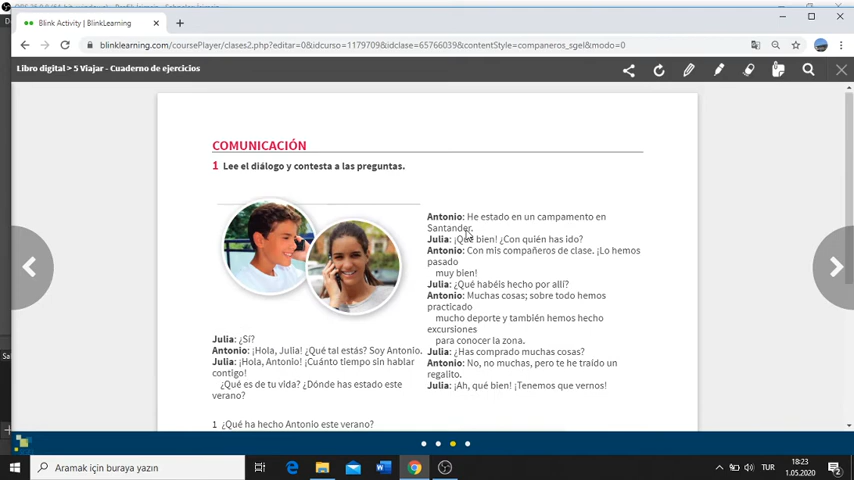 Blink Activity | BlinkLearning
blinklearning.com/coursePlayer/clases2.php?editar=0&idcurso=1179709&idclase=65766039&contentStyle=companeros_sgel&modo=0
Libro digital > 5 Viajar - Cuaderno de ejercicios
COMUNICACIÓN
1 Lee el diálogo y contesta a las preguntas.
Julia: ¿Sí?
Antonio: ¡Hola, Julia! ¿Qué tal estás? Soy Antonio.
Julia: ¡Hola, Antonio! ¡Cuánto tiempo sin hablar
contigo!
¿Qué es de tu vida? ¿Dónde has estado este
verano?
Antonio: He estado en un campamento en
Santander.
Julia: ¡Qué bien! ¿Con quién has ido?
Antonio: Con mis compañeros de clase. ¡Lo hemos
pasado
muy bien!
Julia: ¿Qué habéis hecho por allí?
Antonio: Muchas cosas; sobre todo hemos
practicado
mucho deporte y también hemos hecho
excursiones
para conocer la zona.
Julia: ¿Has comprado muchas cosas?
Antonio: No, no muchas, pero te he traído un
regalito.
Julia: ¡Ah, qué bien! ¡Tenemos que vernos!
1 ¿Qué ha hecho Antonio este verano?
Aramak için buraya yazın
TUR
18:23
1.05.2020
2